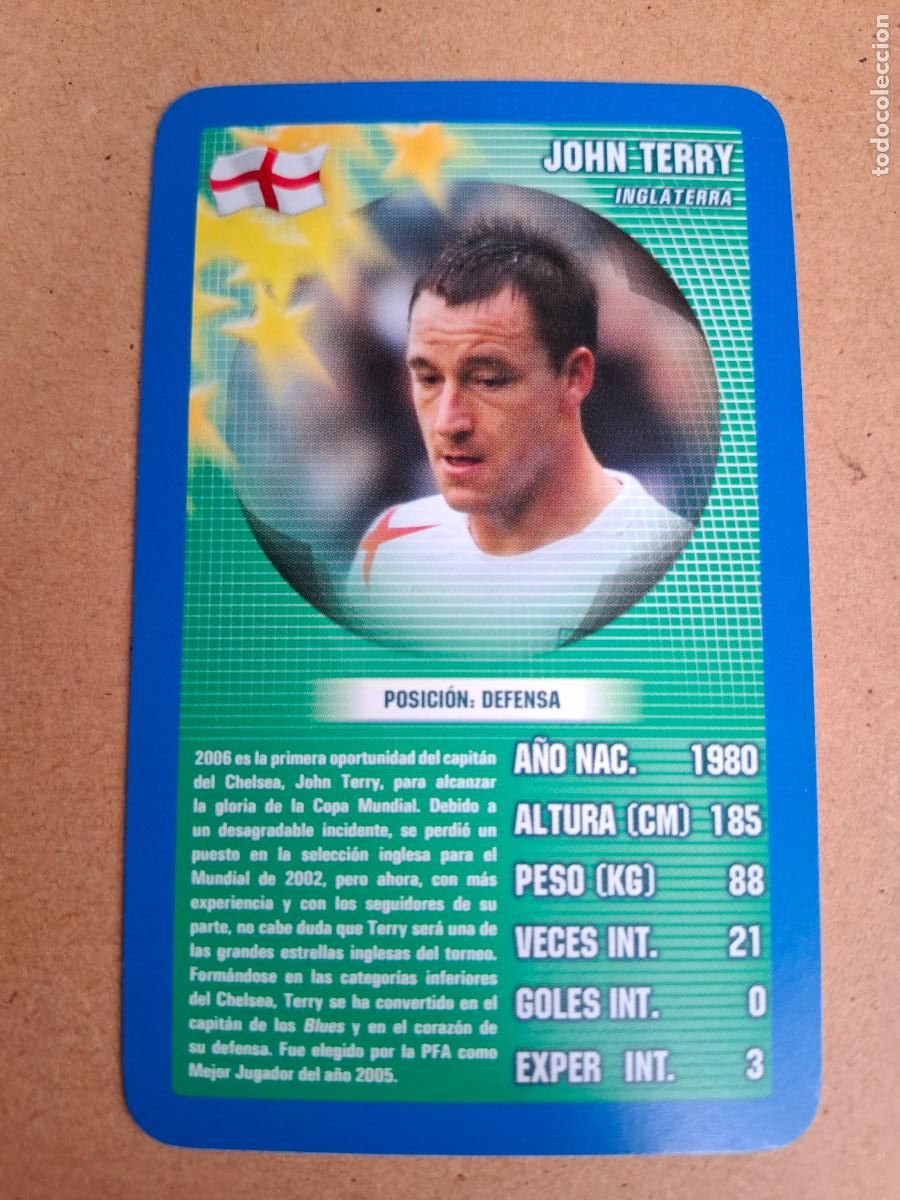 JOHN TERRY
INGLATERRA
POSICIÓN: DEFENSA
2006 es la primera oportunidad del capitán
del Chelsea, John Terry, para alcanzar
la gloria de la Copa Mundial. Debido a
un desagradable incidente, se perdió un
puesto en la selección inglesa para el
Mundial de 2002, pero ahora, con más
experiencia y con los seguidores de su
parte, no cabe duda que Terry será una de
las grandes estrellas inglesas del torneo.
Formándose en las categorías inferiores
del Chelsea, Terry se ha convertido en el
capitán de los Blues y en el corazón de
su defensa. Fue elegido por la PFA como
Mejor Jugador del año 2005.
AÑO NAC. 1980
ALTURA (CM) 185
PESO (KG) 88
VECES INT. 21
GOLES INT. 0
EXPER INT. 3
todocoleccion